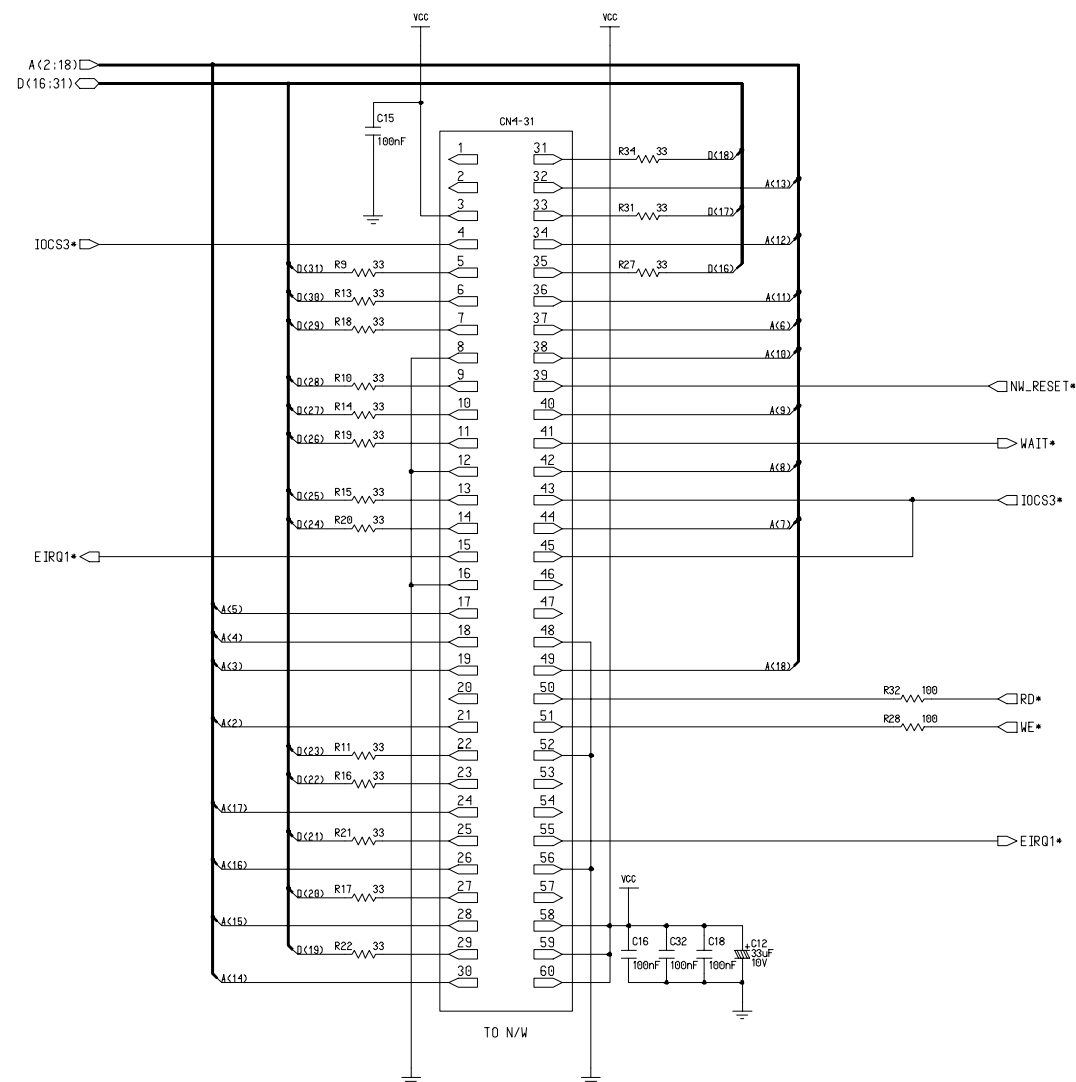 VCC VCC
A(2:18)
D(16:31)
C15
100nF
CN4-31
1 31 R34 33 D(18)
2 32 A(13)
3 33 R31 33 D(17)
IOCS3* 4 34 A(12)
D(31) R9 33 5 35 R27 33 D(16)
D(30) R13 33 6 36 A(11)
D(29) R18 33 7 37 A(6)
8 38 A(10)
D(28) R10 33 9 39 NW_RESET*
D(27) R14 33 10 40 A(9)
D(26) R19 33 11 41 WAIT*
12 42 A(8)
D(25) R15 33 13 43 IOCS3*
D(24) R20 33 14 44 A(7)
EIRQ1* 15 45
16 46
A(5) 17 47
A(4) 18 48
A(3) 19 49 A(18)
20 50 R32 100 RD*
A(2) 21 51 R28 100 WE*
D(23) R11 33 22 52
D(22) R16 33 23 53
A(17) 24 54
D(21) R21 33 25 55 EIRQ1*
A(16) 26 56
VCC
D(20) R17 33 27 57
A(15) 28 58
C16 C32 C18 +C12
D(19) R22 33 29 59
100nF 100nF 100nF 33uF
10V
A(14) 30 60
TO N/W